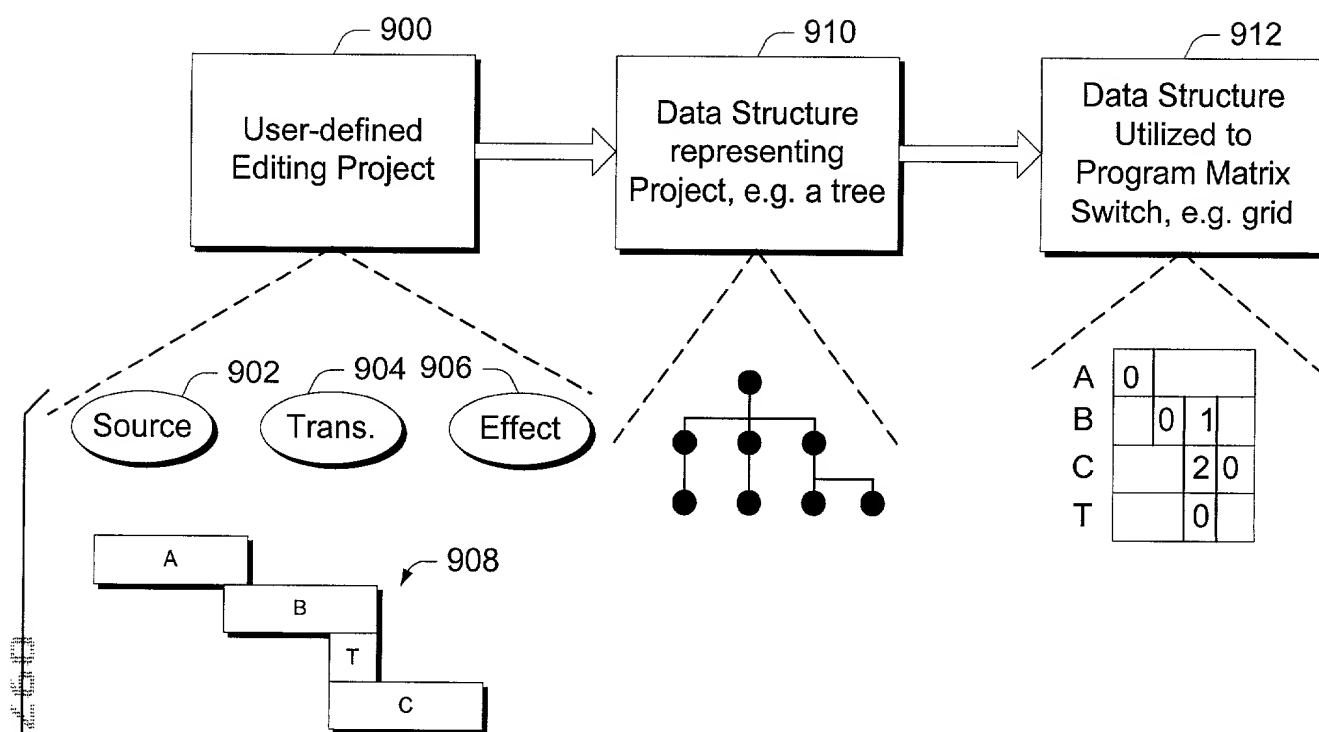 900
910
912
User-defined
Editing Project
Data Structure
representing
Project, e.g. a tree
Data Structure
Utilized to
Program Matrix
Switch, e.g. grid
902
904
906
Source
Trans.
Effect
A
B
T
C
908
A 0
B 0 1
C 2 0
T 0